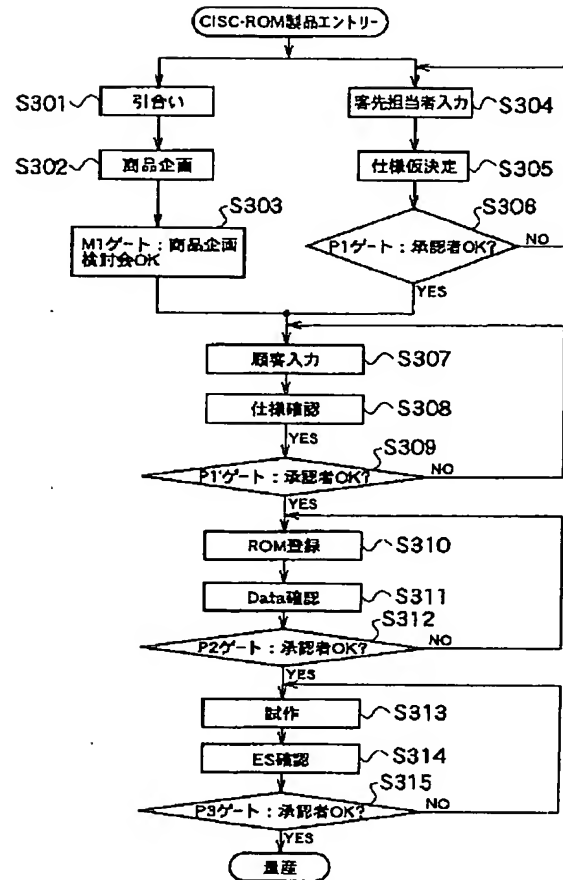 CISC-ROM製品エントリー
S301
引合い
客先担当者入力
S304
S302
商品企画
仕様仮決定
S305
S303
S306
M1ゲート：商品企画
検討会OK
P1ゲート：承認者OK?
NO
YES
顧客入力
S307
仕様確認
S308
YES
S309
P1'ゲート：承認者OK?
NO
YES
ROM登録
S310
Data確認
S311
S312
P2ゲート：承認者OK?
NO
YES
試作
S313
ES確認
S314
S315
P3ゲート：承認者OK?
NO
YES
量産